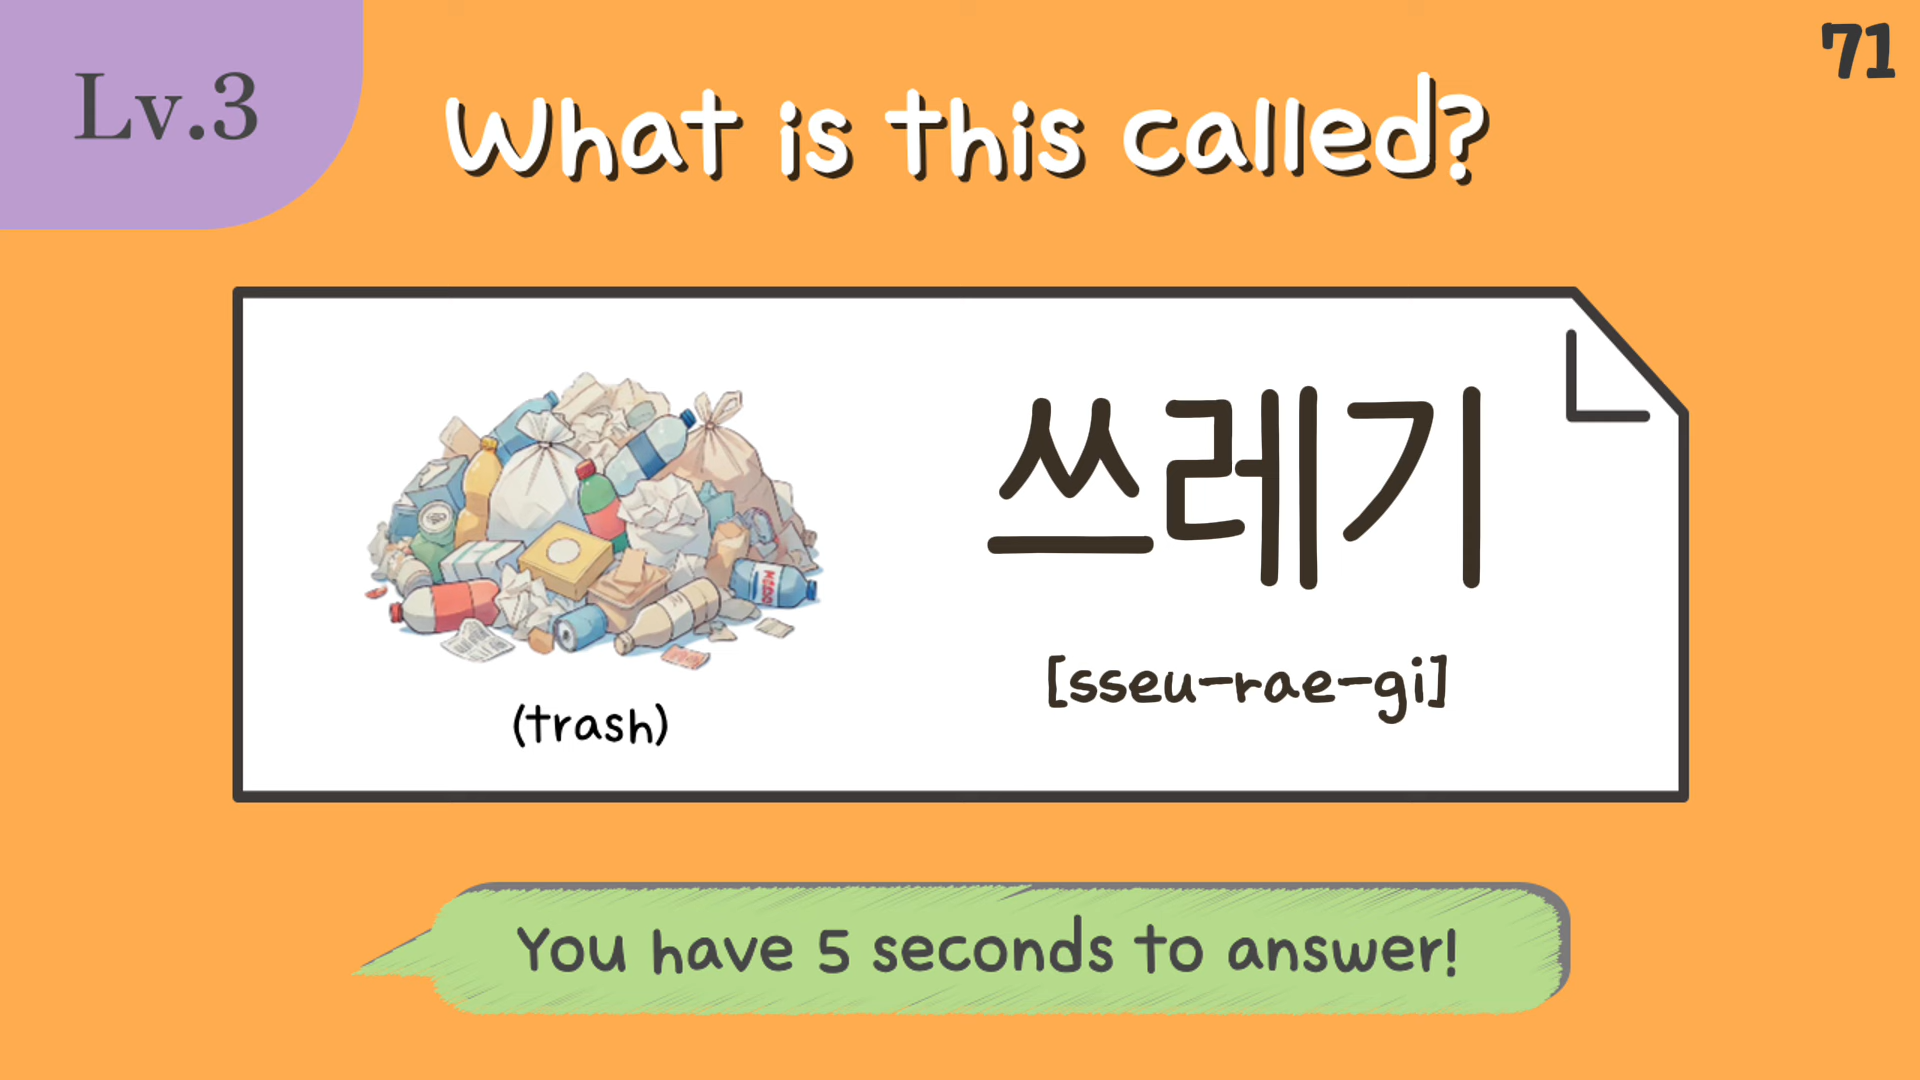 Lv.3
71
What is this called?
쓰레기
[sseu-rae-gi]
(trash)
You have 5 seconds to answer!